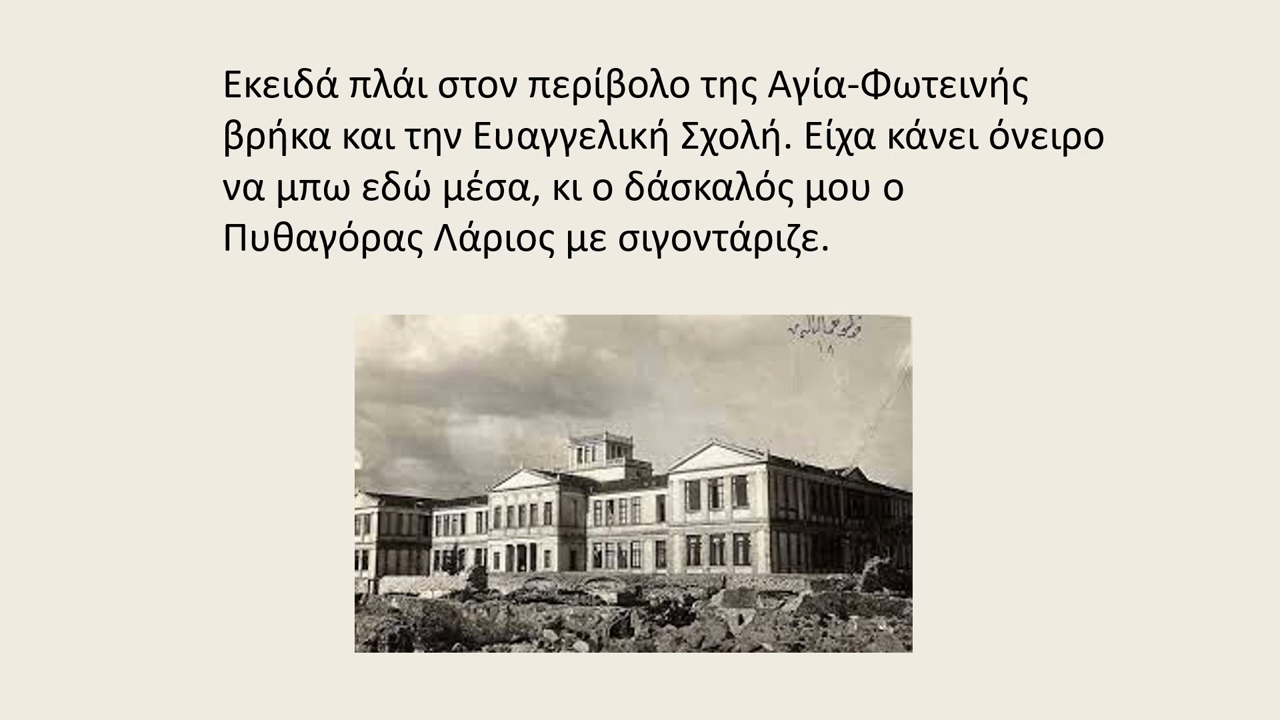 Εκειδά πλάι στον περίβολο της Αγία-Φωτεινής
βρήκα και την Ευαγγελική Σχολή. Είχα κάνει όνειρο
να μπω εδώ μέσα, κι ο δάσκαλός μου ο
Πυθαγόρας Λάριος με σιγοντάριζε.
١٨